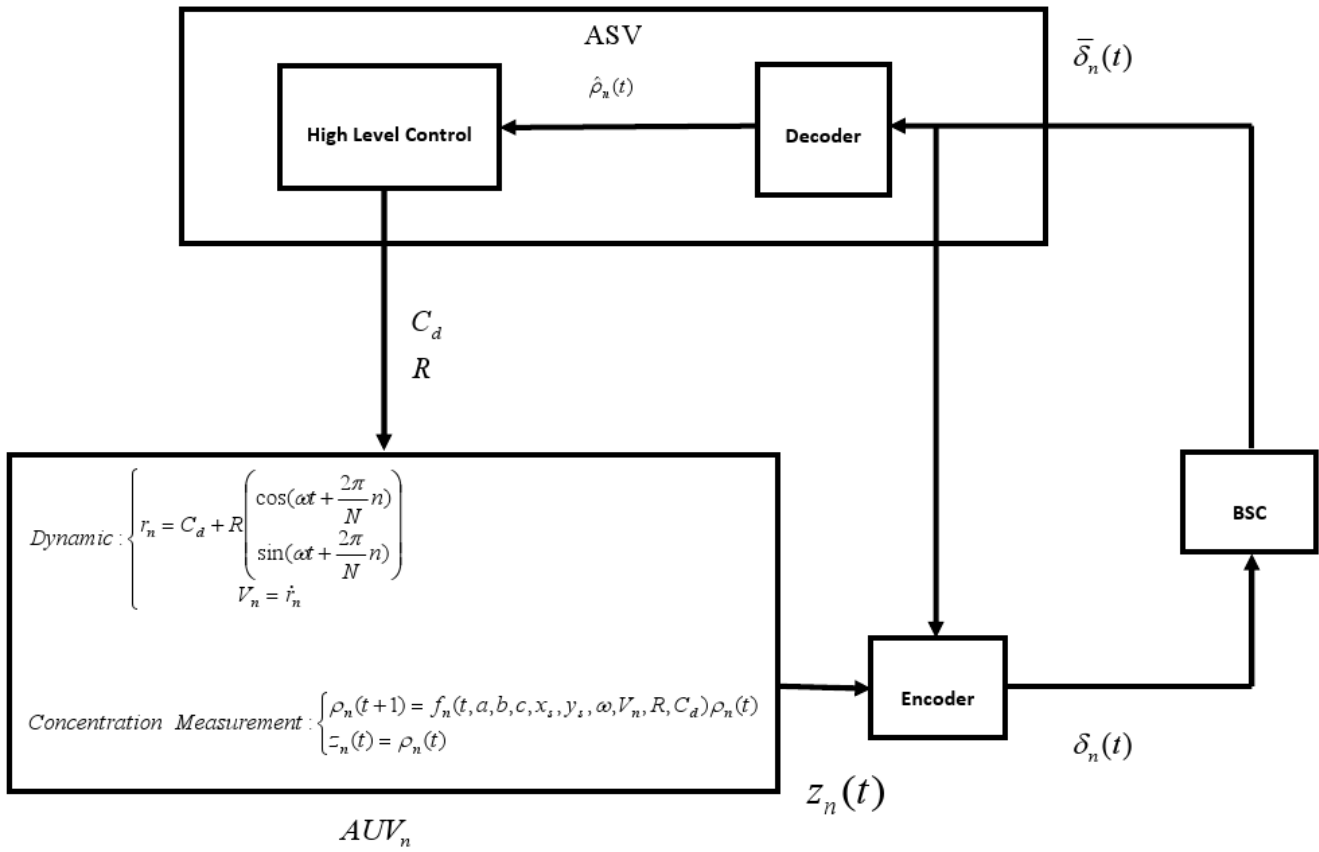 ASV
δ̄ₙ(t)
ρ̂ₙ(t)
High Level Control
Decoder
C_d
R
BSC
Dynamic : { rₙ = C_d + R ( cos(ωt + 2π/N n)
sin(ωt + 2π/N n) )
Vₙ = ṙₙ
Encoder
Concentration Measurement : { ρₙ(t+1) = fₙ(t,a,b,c,xₛ,yₛ,ω,Vₙ,R,C_d)ρₙ(t)
zₙ(t) = ρₙ(t)
δₙ(t)
zₙ(t)
AUVₙ